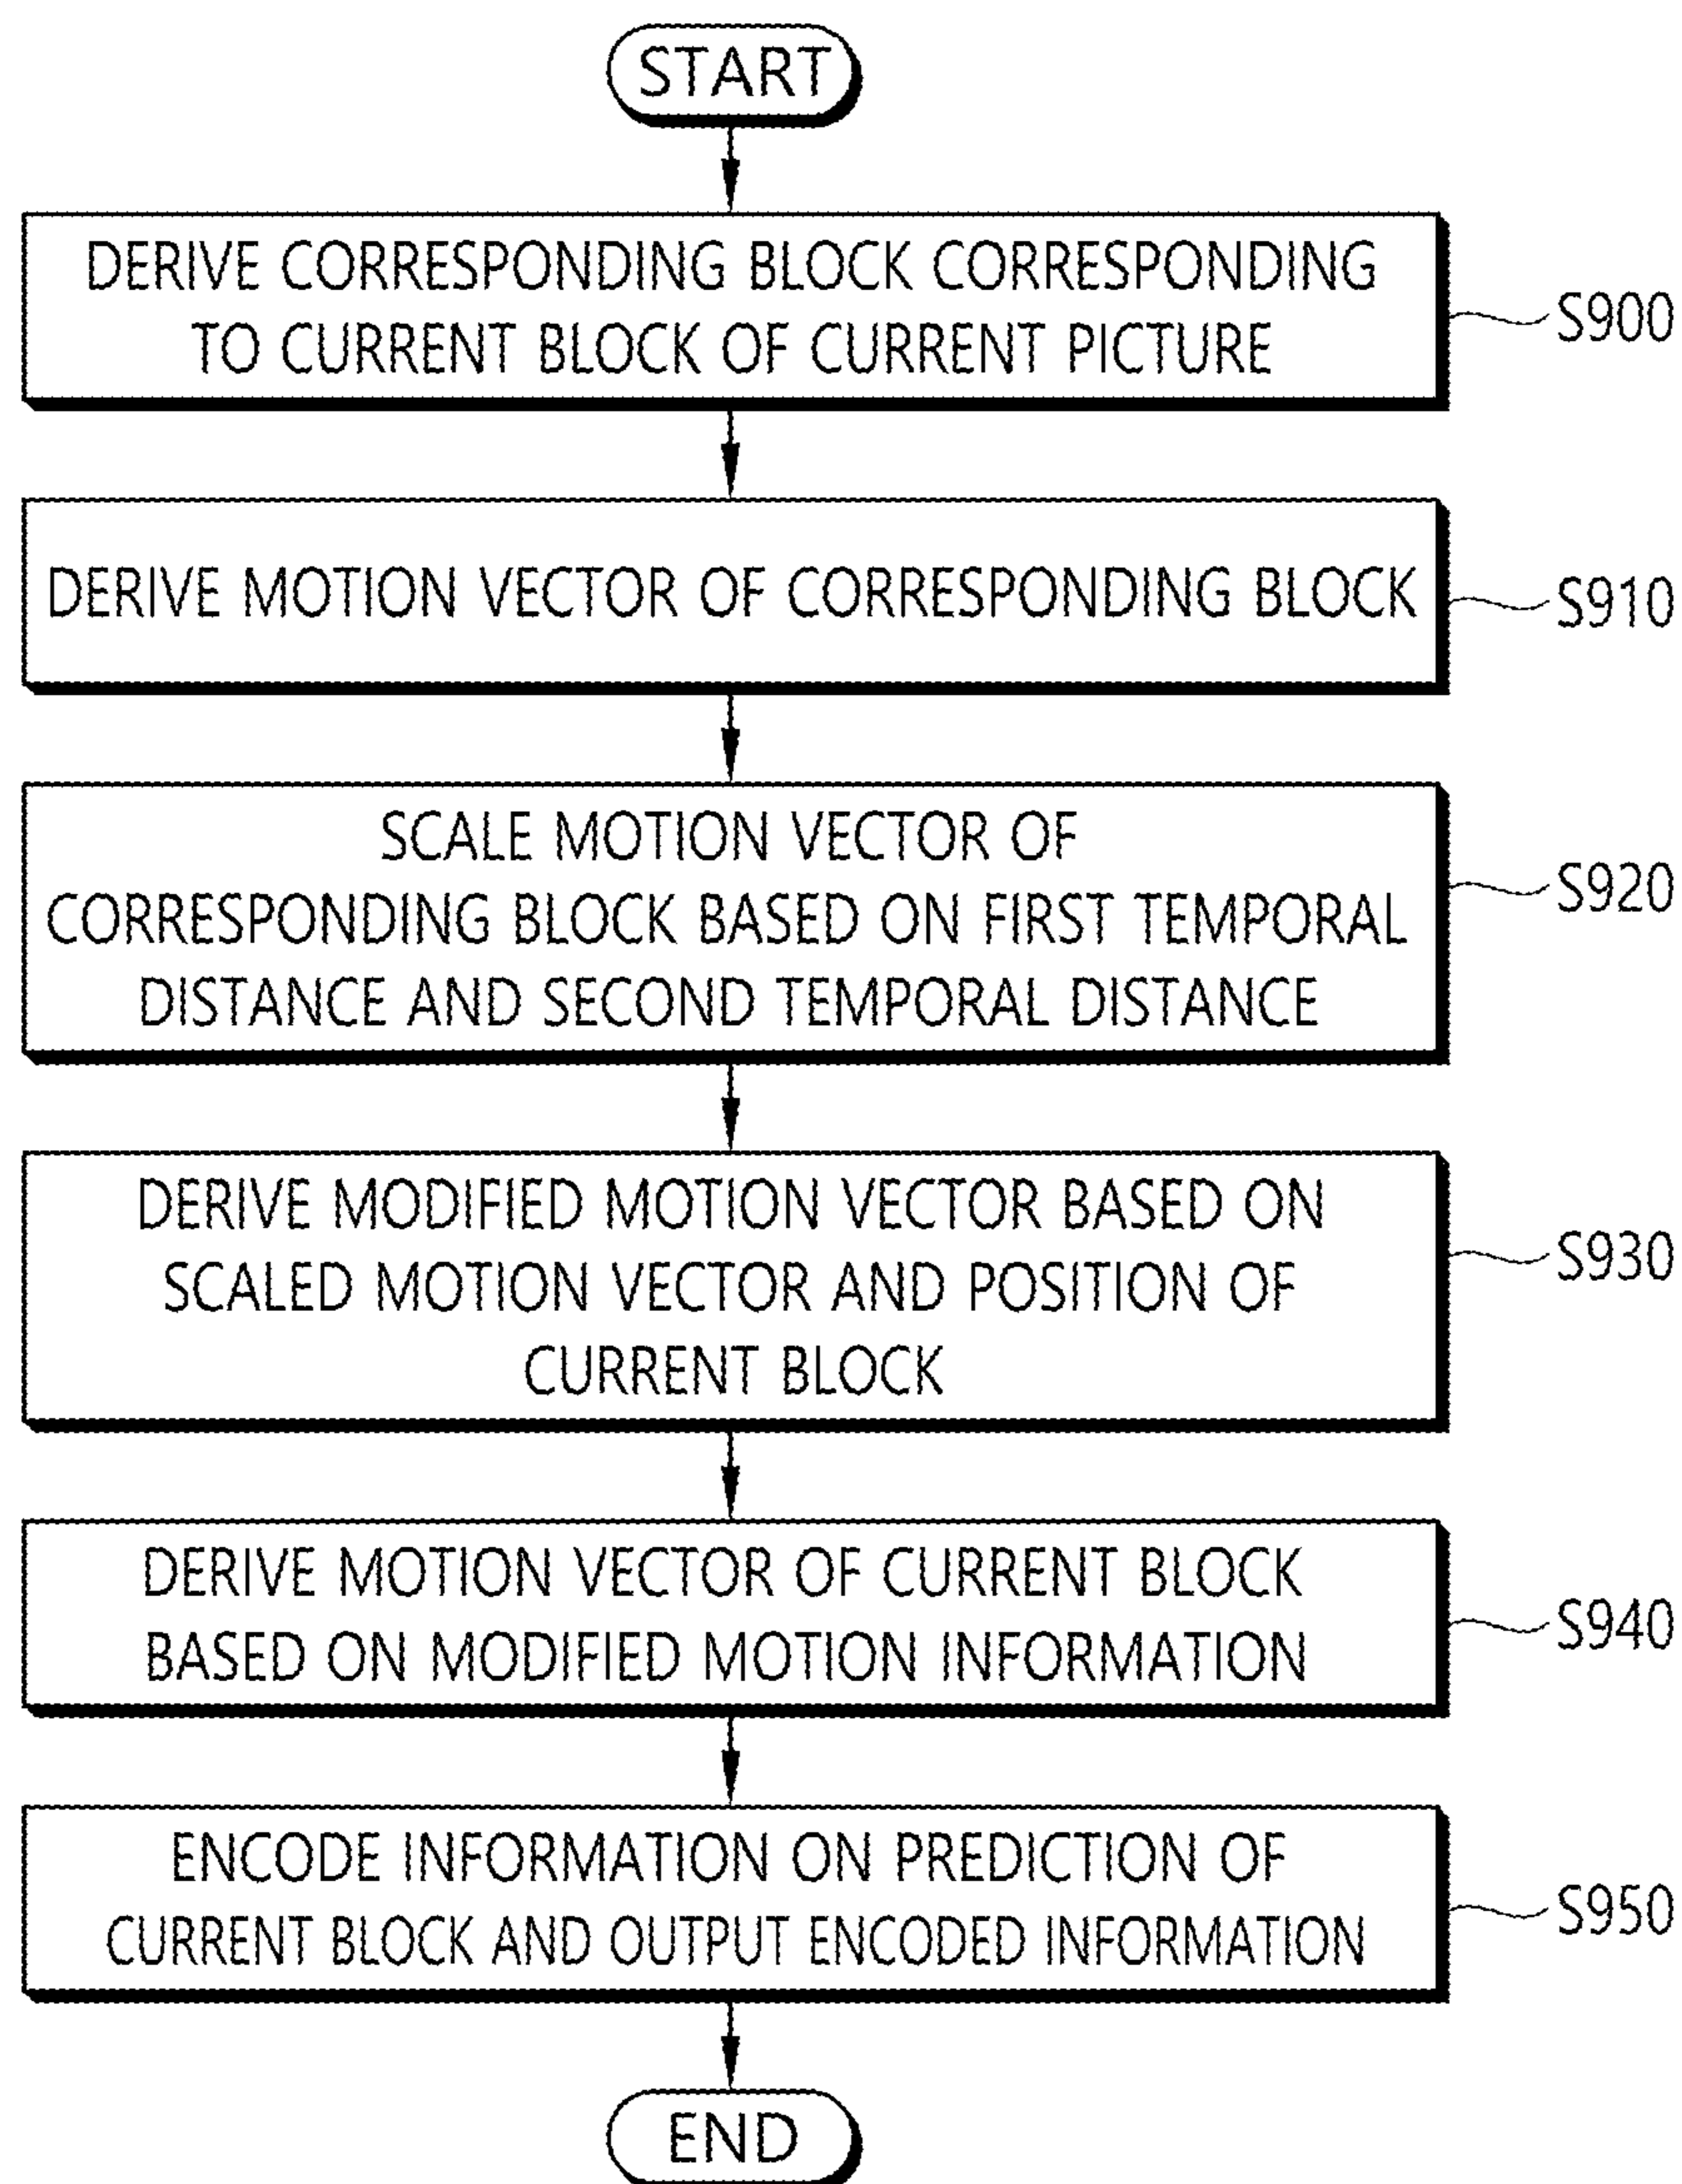 START
DERIVE CORRESPONDING BLOCK CORRESPONDING
TO CURRENT BLOCK OF CURRENT PICTURE
S900
DERIVE MOTION VECTOR OF CORRESPONDING BLOCK
S910
SCALE MOTION VECTOR OF
CORRESPONDING BLOCK BASED ON FIRST TEMPORAL
DISTANCE AND SECOND TEMPORAL DISTANCE
S920
DERIVE MODIFIED MOTION VECTOR BASED ON
SCALED MOTION VECTOR AND POSITION OF
CURRENT BLOCK
S930
DERIVE MOTION VECTOR OF CURRENT BLOCK
BASED ON MODIFIED MOTION INFORMATION
S940
ENCODE INFORMATION ON PREDICTION OF
CURRENT BLOCK AND OUTPUT ENCODED INFORMATION
S950
END